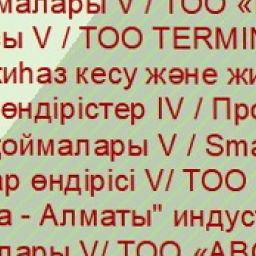 малары V / ТОО «
сы V / ТОО TERMIN
жиһаз кесу және жи
өндірістер IV / Про
қоймалары V / Sma
ар өндірісі V/ ТОО
а - Алматы" индуст
лары V/ ТОО «АВС